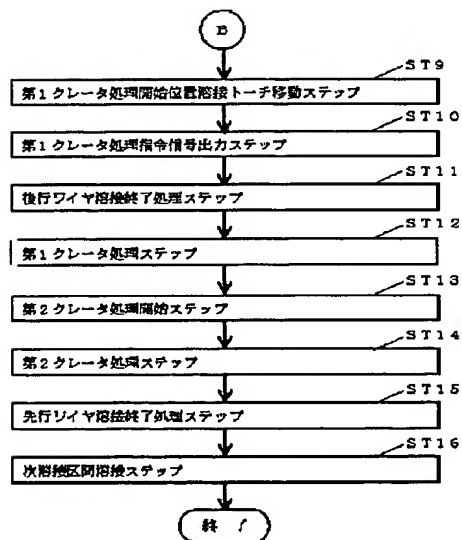 B
ST9
第1クレータ処理開始位置溶接トーチ移動ステップ
ST10
第1クレータ処理指令信号出力ステップ
ST11
後行ワイヤ溶接終了処理ステップ
ST12
第1クレータ処理ステップ
ST13
第2クレータ処理開始ステップ
ST14
第2クレータ処理ステップ
ST15
先行ワイヤ溶接終了処理ステップ
ST16
次溶接区間溶接ステップ
終了